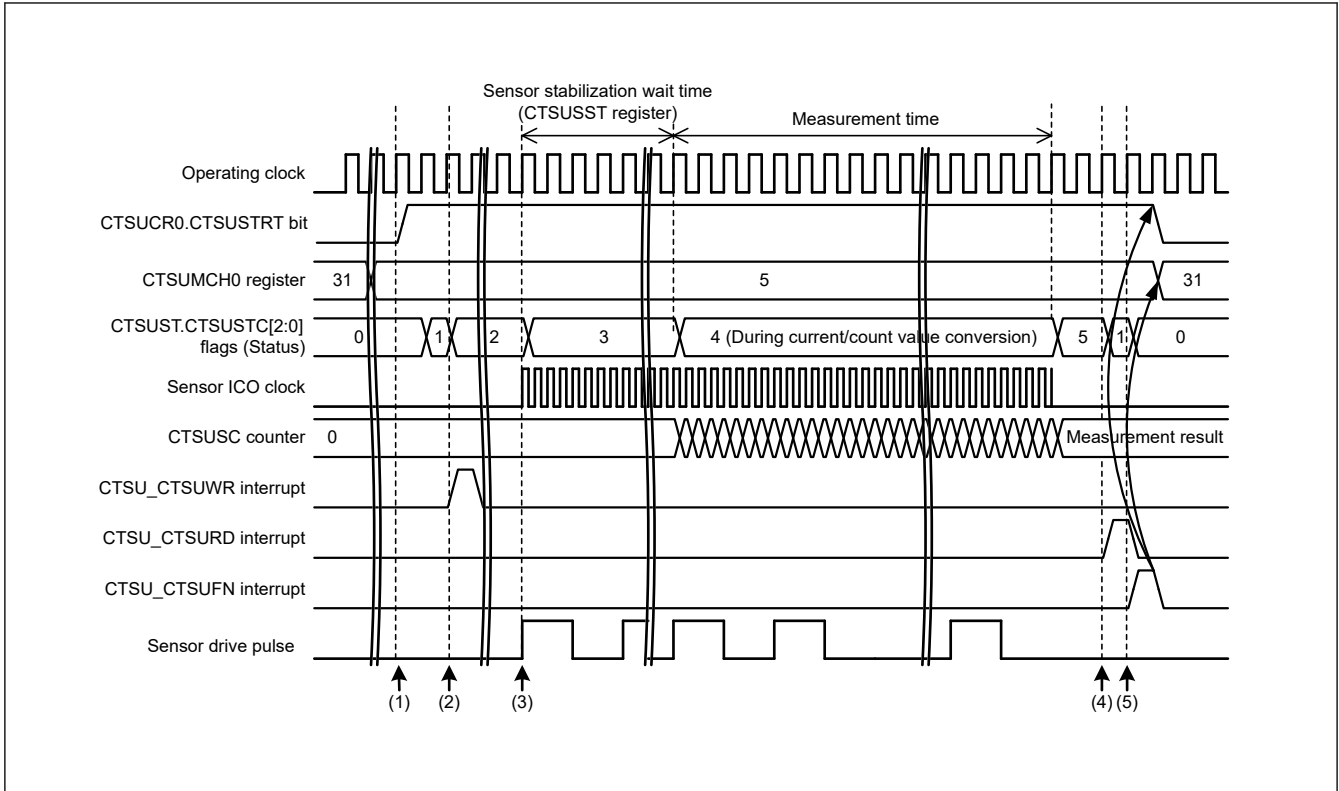 Sensor stabilization wait time
(CTSUSST register)
Measurement time
Operating clock
CTSUCR0.CTSUSTRT bit
CTSUMCH0 register
31
5
31
CTSUST.CTSUSTC[2:0]
flags (Status)
0
1
2
3
4 (During current/count value conversion)
5
1
0
Sensor ICO clock
CTSUSC counter
0
Measurement result
CTSU_CTSUWR interrupt
CTSU_CTSURD interrupt
CTSU_CTSUFN interrupt
Sensor drive pulse
(1)
(2)
(3)
(4)
(5)